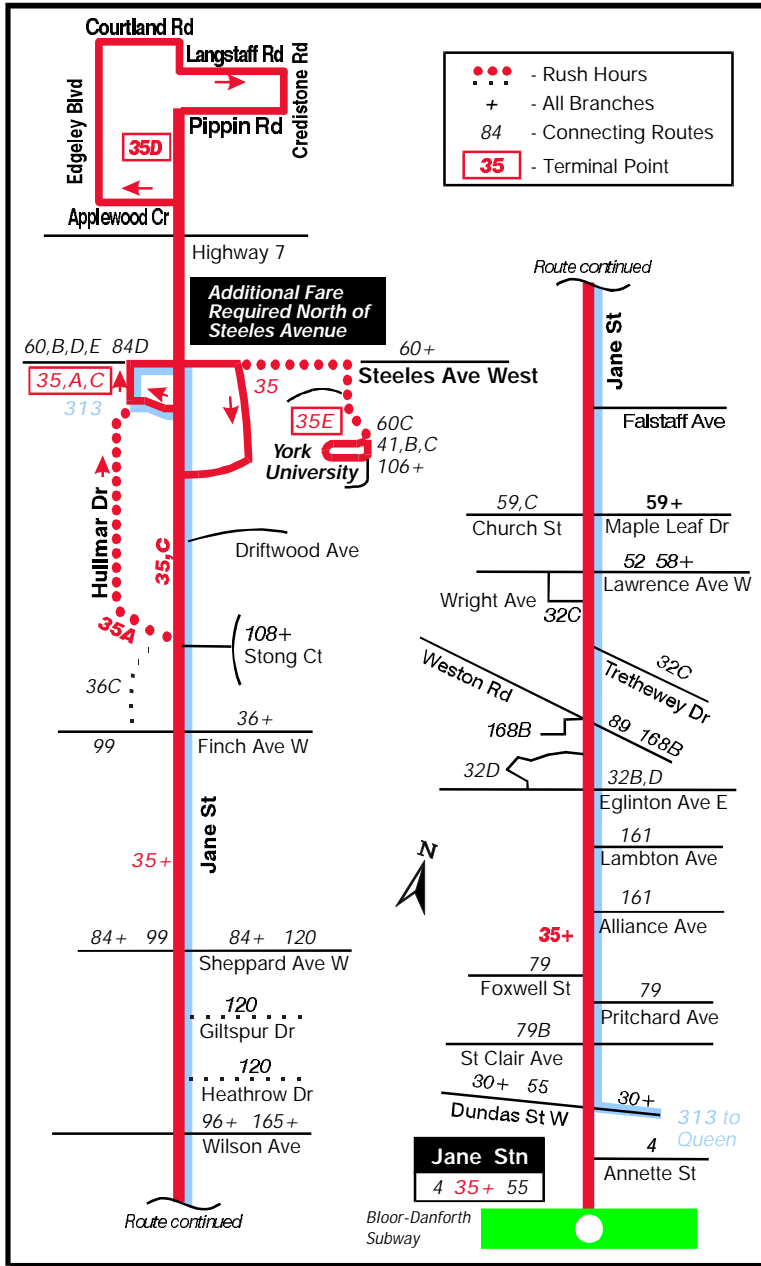 Courtland Rd
Langstaff Rd
Credistone Rd
Edgeley Blvd
Pippin Rd
35D
Applewood Cr
Highway 7
- Rush Hours
+ - All Branches
84 - Connecting Routes
35 - Terminal Point
Additional Fare
Required North of
Steeles Avenue
60,B,D,E 84D
35,A,C
313
35
60+
Steeles Ave West
35E
York
University
60C
41,B,C
106+
Hullmar Dr
35,C
Driftwood Ave
35A
108+
Stong Ct
36C
36+
99
Finch Ave W
Jane St
35+
84+ 99
84+ 120
Sheppard Ave W
120
Giltspur Dr
120
Heathrow Dr
96+ 165+
Wilson Ave
Route continued
N
Route continued
Jane St
Falstaff Ave
59,C
59+
Church St
Maple Leaf Dr
52 58+
Lawrence Ave W
Wright Ave
32C
32C
Trethewey Dr
Weston Rd
168B
89 168B
32D
32B,D
Eglinton Ave E
161
Lambton Ave
161
Alliance Ave
35+
79
Foxwell St
79
Pritchard Ave
79B
St Clair Ave
30+ 55
Dundas St W
30+
313 to
Queen
4
Annette St
Jane Stn
4 35+ 55
Bloor-Danforth
Subway